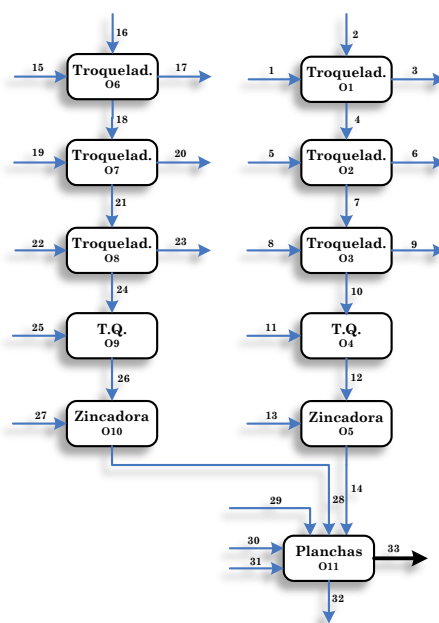 16
2
15
Troquelad.
O6
17
1
Troquelad.
O1
3
18
4
19
Troquelad.
O7
20
5
Troquelad.
O2
6
21
7
22
Troquelad.
O8
23
8
Troquelad.
O3
9
24
10
25
T.Q.
O9
11
T.Q.
O4
26
12
27
Zincadora
O10
13
Zincadora
O5
29
28
14
30
31
Planchas
O11
33
32